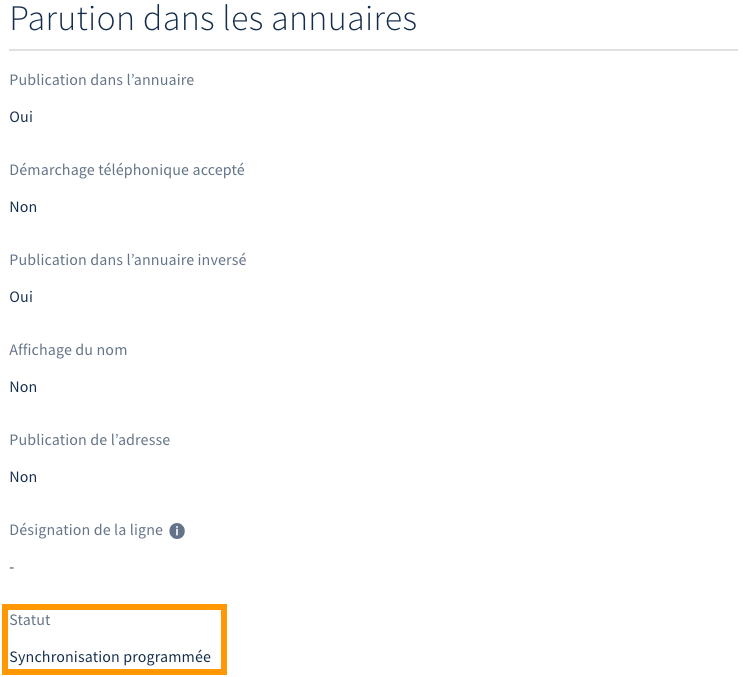 Parution dans les annuaires
Publication dans l’annuaire
Oui
Démarchage téléphonique accepté
Non
Publication dans l’annuaire inversé
Oui
Affichage du nom
Non
Publication de l’adresse
Non
Désignation de la ligne i
-
Statut
Synchronisation programmée